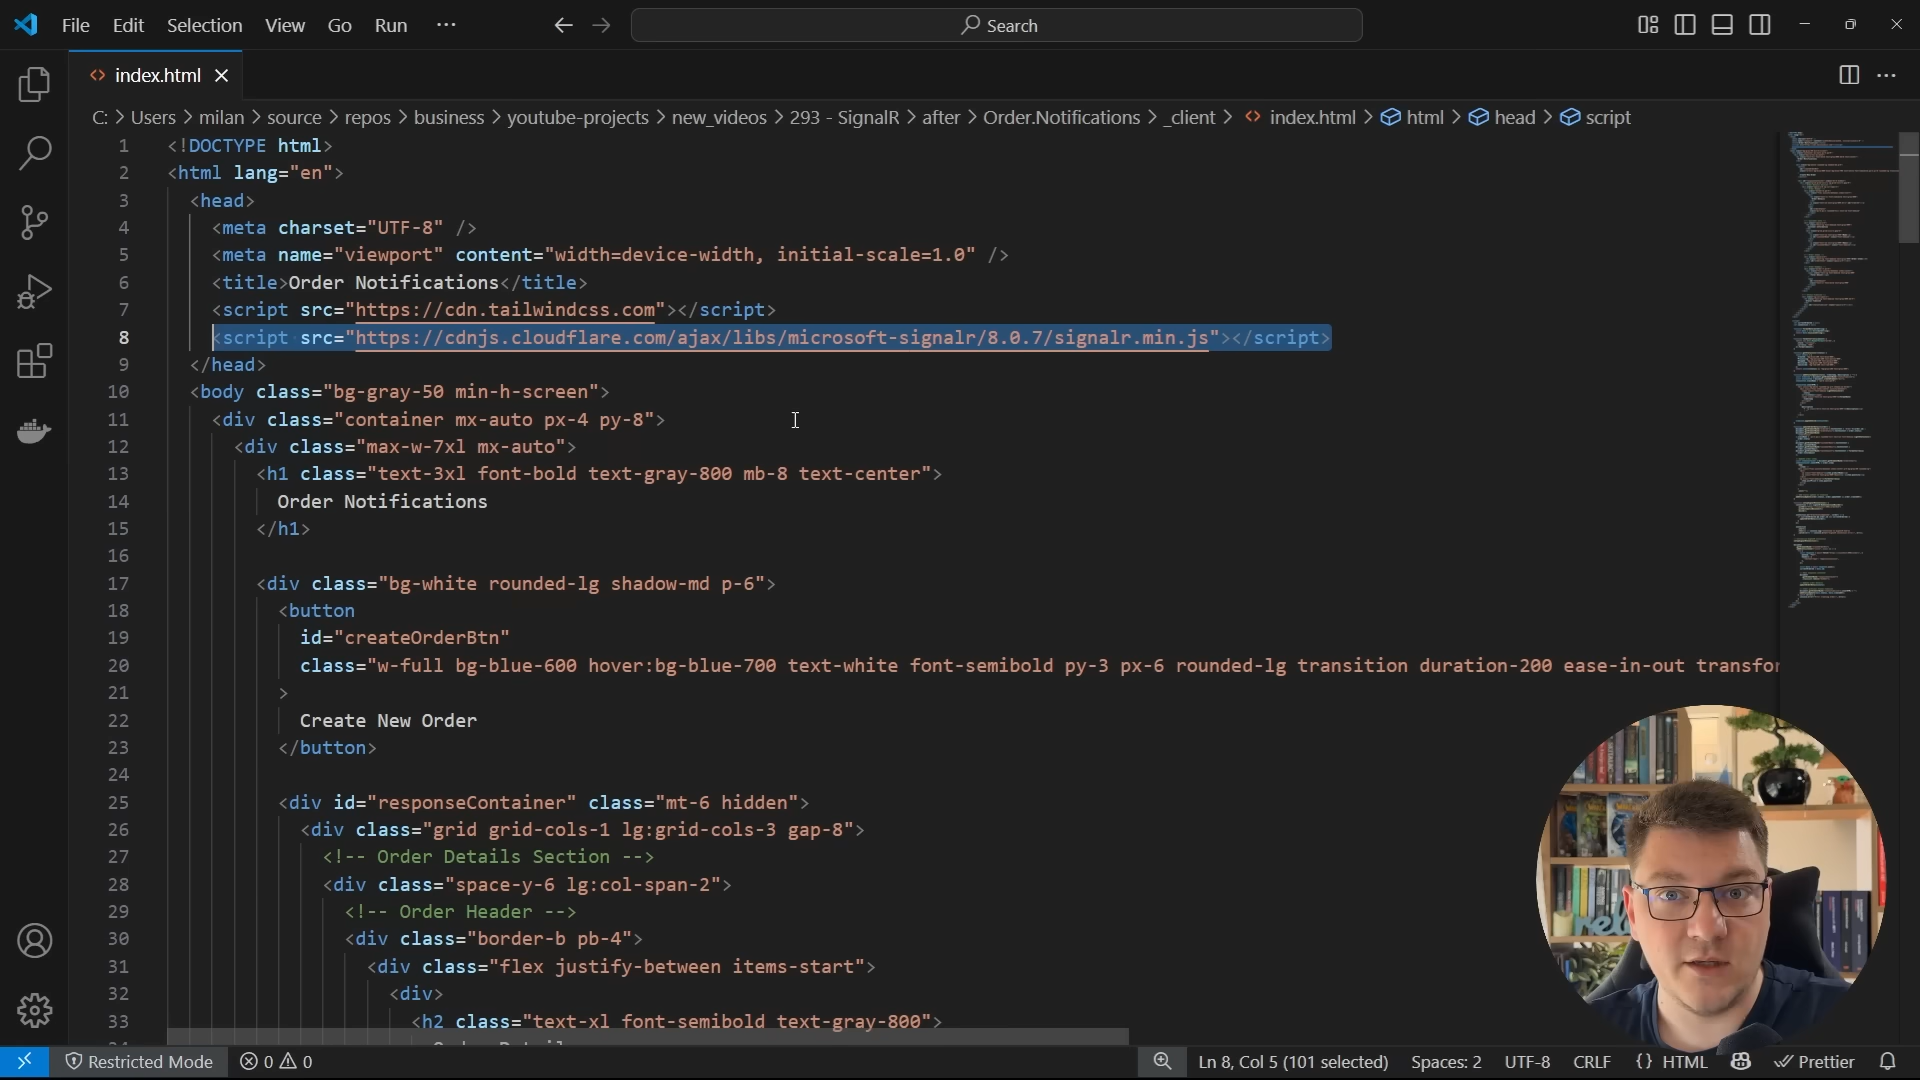 File Edit Selection View Go Run ···
Search
index.html
C: > Users > milan > source > repos > business > youtube-projects > new_videos > 293 - SignalR > after > Order.Notifications > _client > index.html > html > head > script
1 <!DOCTYPE html>
2 <html lang="en">
3 <head>
4 <meta charset="UTF-8" />
5 <meta name="viewport" content="width=device-width, initial-scale=1.0" />
6 <title>Order Notifications</title>
7 <script src="https://cdn.tailwindcss.com"></script>
8 <script src="https://cdnjs.cloudflare.com/ajax/libs/microsoft-signalr/8.0.7/signalr.min.js"></script>
9 </head>
10 <body class="bg-gray-50 min-h-screen">
11 <div class="container mx-auto px-4 py-8">
12 <div class="max-w-7xl mx-auto">
13 <h1 class="text-3xl font-bold text-gray-800 mb-8 text-center">
14 Order Notifications
15 </h1>
16
17 <div class="bg-white rounded-lg shadow-md p-6">
18 <button
19 id="createOrderBtn"
20 class="w-full bg-blue-600 hover:bg-blue-700 text-white font-semibold py-3 px-6 rounded-lg transition duration-200 ease-in-out transfor
21 >
22 Create New Order
23 </button>
24
25 <div id="responseContainer" class="mt-6 hidden">
26 <div class="grid grid-cols-1 lg:grid-cols-3 gap-8">
27 <!-- Order Details Section -->
28 <div class="space-y-6 lg:col-span-2">
29 <!-- Order Header -->
30 <div class="border-b pb-4">
31 <div class="flex justify-between items-start">
32 <div>
33 <h2 class="text-xl font-semibold text-gray-800">
Restricted Mode 0 0 Ln 8, Col 5 (101 selected) Spaces: 2 UTF-8 CRLF {} HTML Prettier